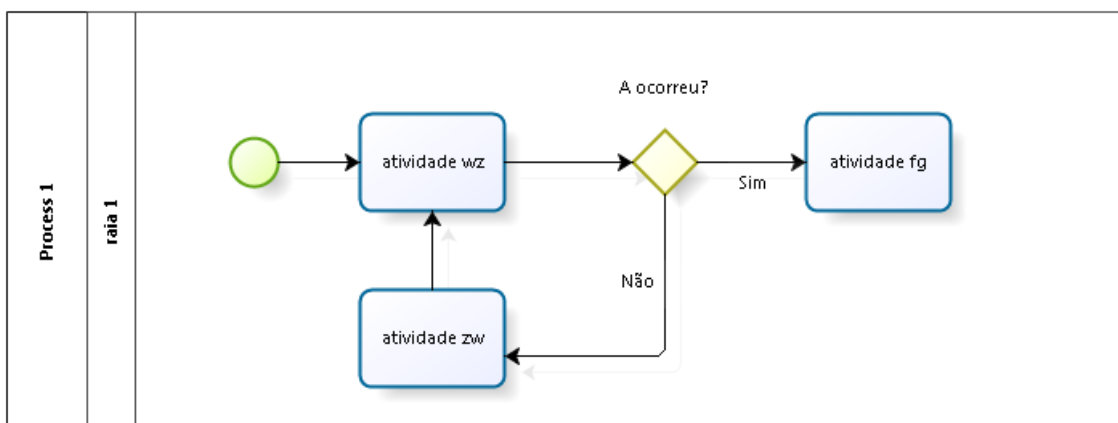 Process 1
raia 1
A ocorreu?
atividade wz
atividade fg
Sim
Não
atividade zw